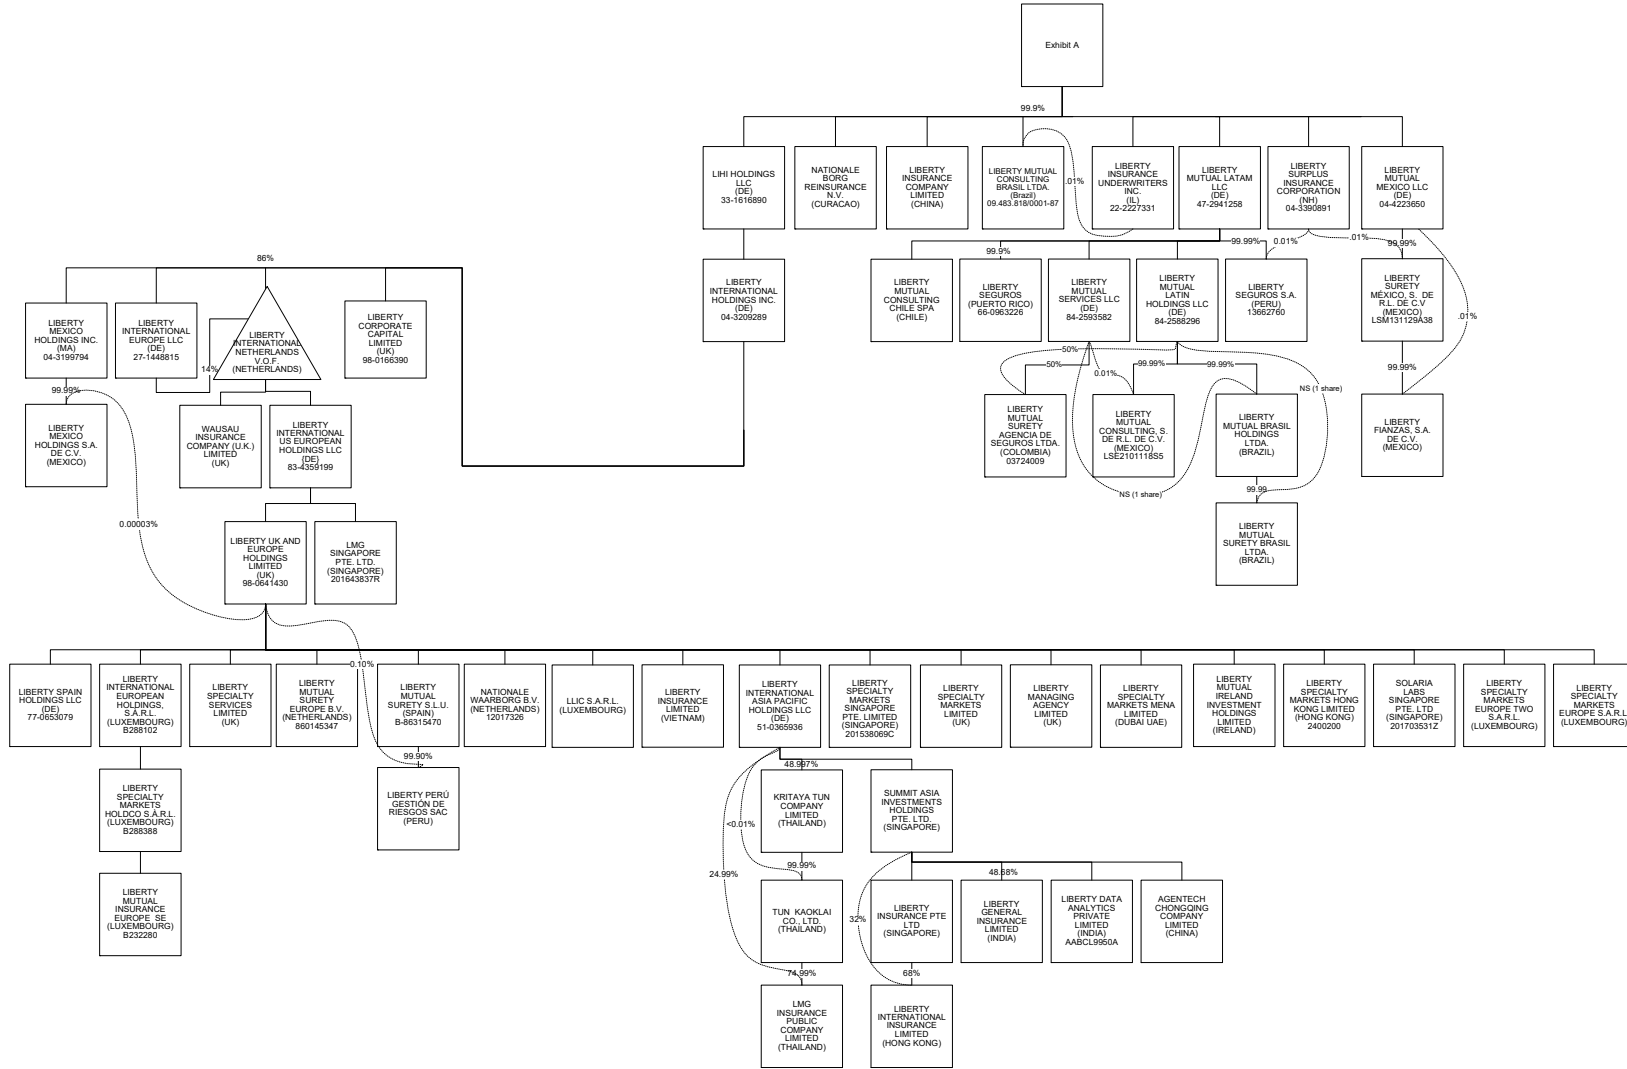 Exhibit A
99.9%
LIHI HOLDINGS
LLC
(DE)
33-1616890
NATIONALE
BORG
REINSURANCE
N.V.
(CURACAO)
LIBERTY
INSURANCE
COMPANY
LIMITED
(CHINA)
LIBERTY MUTUAL
CONSULTING
BRASIL LTDA.
(Brazil)
09.483.818/0001-87
.01%
LIBERTY
INSURANCE
UNDERWRITERS
INC.
(IL)
22-2227331
LIBERTY
MUTUAL LATAM
LLC
(DE)
47-2941258
LIBERTY
SURPLUS
INSURANCE
CORPORATION
(NH)
04-3390891
LIBERTY
MUTUAL
MEXICO LLC
(DE)
04-4223650
99.9%
99.99%
0.01%
.01%
99.99%
86%
LIBERTY
INTERNATIONAL
HOLDINGS INC.
(DE)
04-3209289
LIBERTY
MUTUAL
CONSULTING
CHILE SPA
(CHILE)
LIBERTY
SEGUROS
(PUERTO RICO)
66-0963226
LIBERTY
MUTUAL
SERVICES LLC
(DE)
84-2593582
LIBERTY
MUTUAL
LATIN
HOLDINGS LLC
(DE)
84-2588296
LIBERTY
SEGUROS S.A.
(PERU)
13662760
LIBERTY
SURETY
MÉXICO, S. DE
R.L. DE C.V
(MEXICO)
LSM131129A38
.01%
LIBERTY
MEXICO
HOLDINGS INC.
(MA)
04-3199794
LIBERTY
INTERNATIONAL
EUROPE LLC
(DE)
27-1448815
LIBERTY
INTERNATIONAL
NETHERLANDS
V.O.F.
(NETHERLANDS)
LIBERTY
CORPORATE
CAPITAL
LIMITED
(UK)
98-0166390
14%
99.99%
50%
50%
0.01%
99.99%
99.99%
NS (1 share)
99.99%
LIBERTY
MEXICO
HOLDINGS S.A.
DE C.V.
(MEXICO)
WAUSAU
INSURANCE
COMPANY (U.K.)
LIMITED
(UK)
LIBERTY
INTERNATIONAL
US EUROPEAN
HOLDINGS LLC
(DE)
83-4359199
LIBERTY
MUTUAL
SURETY
AGENCIA DE
SEGUROS LTDA.
(COLOMBIA)
03724009
LIBERTY
MUTUAL
CONSULTING, S.
DE R.L. DE C.V.
(MEXICO)
LSE2101118S5
LIBERTY
MUTUAL BRASIL
HOLDINGS
LTDA.
(BRAZIL)
LIBERTY
FIANZAS, S.A.
DE C.V.
(MEXICO)
NS (1 share)
99.99
0.00003%
LIBERTY UK AND
EUROPE
HOLDINGS
LIMITED
(UK)
98-0641430
LMG
SINGAPORE
PTE. LTD.
(SINGAPORE)
201643837R
LIBERTY
MUTUAL
SURETY BRASIL
LTDA.
(BRAZIL)
0.10%
LIBERTY SPAIN
HOLDINGS LLC
(DE)
77-0653079
LIBERTY
INTERNATIONAL
EUROPEAN
HOLDINGS,
S.À.R.L.
(LUXEMBOURG)
B288102
LIBERTY
SPECIALTY
SERVICES
LIMITED
(UK)
LIBERTY
MUTUAL
SURETY
EUROPE B.V.
(NETHERLANDS)
860145347
LIBERTY
MUTUAL
SURETY S.L.U.
(SPAIN)
B-86315470
NATIONALE
WAARBORG B.V.
(NETHERLANDS)
12017326
LLIC S.A.R.L.
(LUXEMBOURG)
LIBERTY
INSURANCE
LIMITED
(VIETNAM)
LIBERTY
INTERNATIONAL
ASIA PACIFIC
HOLDINGS LLC
(DE)
51-0365936
LIBERTY
SPECIALTY
MARKETS
SINGAPORE
PTE. LIMITED
(SINGAPORE)
201538069C
LIBERTY
SPECIALTY
MARKETS
LIMITED
(UK)
LIBERTY
MANAGING
AGENCY
LIMITED
(UK)
LIBERTY
SPECIALTY
MARKETS MENA
LIMITED
(DUBAI UAE)
LIBERTY
MUTUAL
IRELAND
INVESTMENT
HOLDINGS
LIMITED
(IRELAND)
LIBERTY
SPECIALTY
MARKETS HONG
KONG LIMITED
(HONG KONG)
2400200
SOLARIA
LABS
SINGAPORE
PTE. LTD
(SINGAPORE)
201703531Z
LIBERTY
SPECIALTY
MARKETS
EUROPE TWO
S.A.R.L.
(LUXEMBOURG)
LIBERTY
SPECIALTY
MARKETS
EUROPE S.A.R.L.
(LUXEMBOURG)
99.90%
48.997%
LIBERTY
SPECIALTY
MARKETS
HOLDCO S.À.R.L.
(LUXEMBOURG)
B288388
LIBERTY PERÚ
GESTIÓN DE
RIESGOS SAC
(PERU)
<0.01%
KRITAYA TUN
COMPANY
LIMITED
(THAILAND)
SUMMIT ASIA
INVESTMENTS
HOLDINGS
PTE. LTD.
(SINGAPORE)
24.99%
99.99%
48.68%
LIBERTY
MUTUAL
INSURANCE
EUROPE SE
(LUXEMBOURG)
B232280
TUN KAOKLAI
CO., LTD.
(THAILAND)
32%
LIBERTY
INSURANCE PTE
LTD
(SINGAPORE)
LIBERTY
GENERAL
INSURANCE
LIMITED
(INDIA)
LIBERTY DATA
ANALYTICS
PRIVATE
LIMITED
(INDIA)
AABCL9950A
AGENTECH
CHONGQING
COMPANY
LIMITED
(CHINA)
74.99%
68%
LMG
INSURANCE
PUBLIC
COMPANY
LIMITED
(THAILAND)
LIBERTY
INTERNATIONAL
INSURANCE
LIMITED
(HONG KONG)